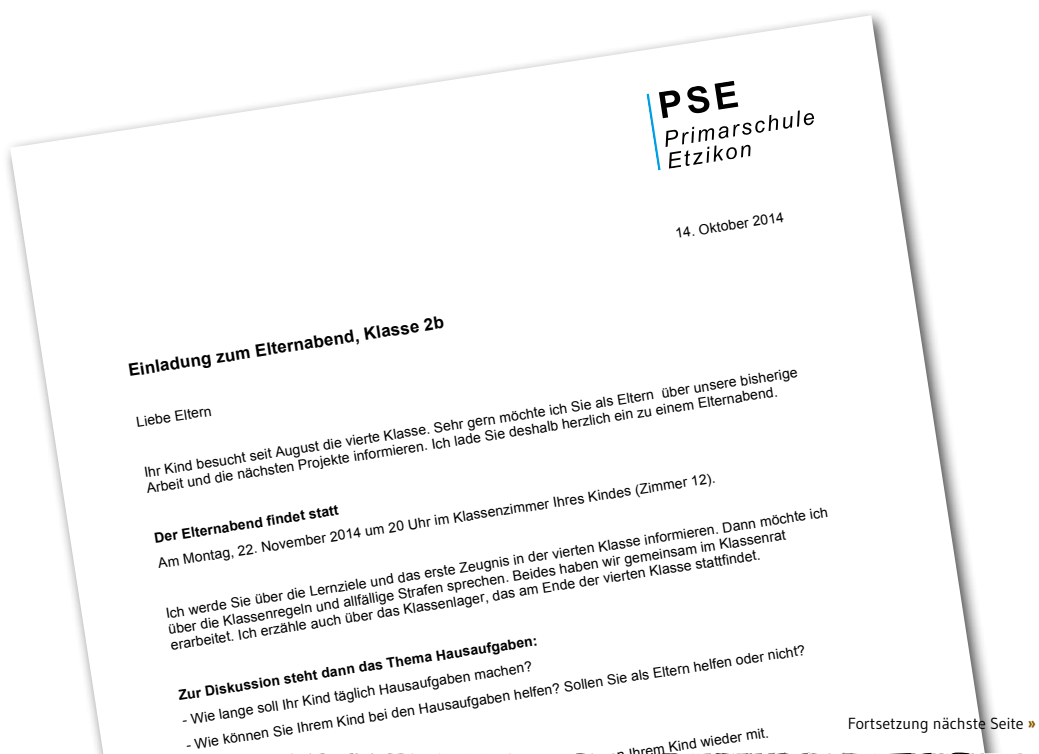 PSE
Primarschule
Etzikon
14. Oktober 2014
Einladung zum Elternabend, Klasse 2b
Liebe Eltern
Ihr Kind besucht seit August die vierte Klasse. Sehr gern möchte ich Sie als Eltern über unsere bisherige
Arbeit und die nächsten Projekte informieren. Ich lade Sie deshalb herzlich ein zu einem Elternabend.
Der Elternabend findet statt
Am Montag, 22. November 2014 um 20 Uhr im Klassenzimmer Ihres Kindes (Zimmer 12).
Ich werde Sie über die Lernziele und das erste Zeugnis in der vierten Klasse informieren. Dann möchte ich
über die Klassenregeln und allfällige Strafen sprechen. Beides haben wir gemeinsam im Klassenrat
erarbeitet. Ich erzähle auch über das Klassenlager, das am Ende der vierten Klasse stattfindet.
Zur Diskussion steht dann das Thema Hausaufgaben:
- Wie lange soll Ihr Kind täglich Hausaufgaben machen?
- Wie können Sie Ihrem Kind bei den Hausaufgaben helfen? Sollen Sie als Eltern helfen oder nicht?
Ihrem Kind wieder mit.
Fortsetzung nächste Seite »